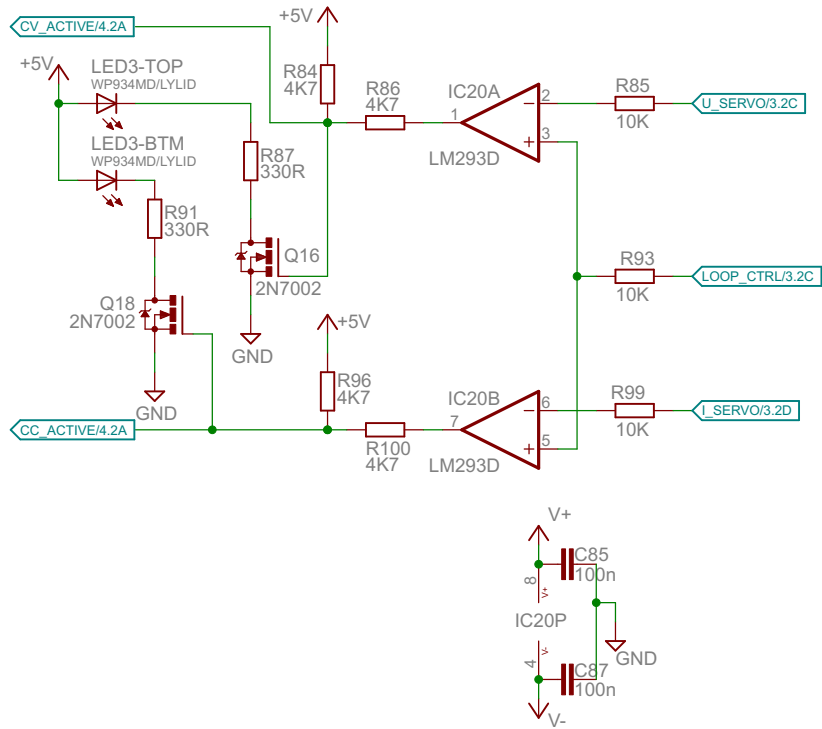 CV_ACTIVE/4.2A
+5V
+5V
LED3-TOP
WP934MD/LYLID
R84
4K7
R86
4K7
IC20A
1
2
3
LM293D
R85
10K
U_SERVO/3.2C
LED3-BTM
WP934MD/LYLID
R87
330R
R91
330R
Q16
2N7002
GND
R93
10K
LOOP_CTRL/3.2C
Q18
2N7002
GND
+5V
R96
4K7
CC_ACTIVE/4.2A
R100
4K7
IC20B
7
6
5
LM293D
R99
10K
I_SERVO/3.2D
V+
C85
100n
8
V+
IC20P
GND
4
V-
C87
100n
V-